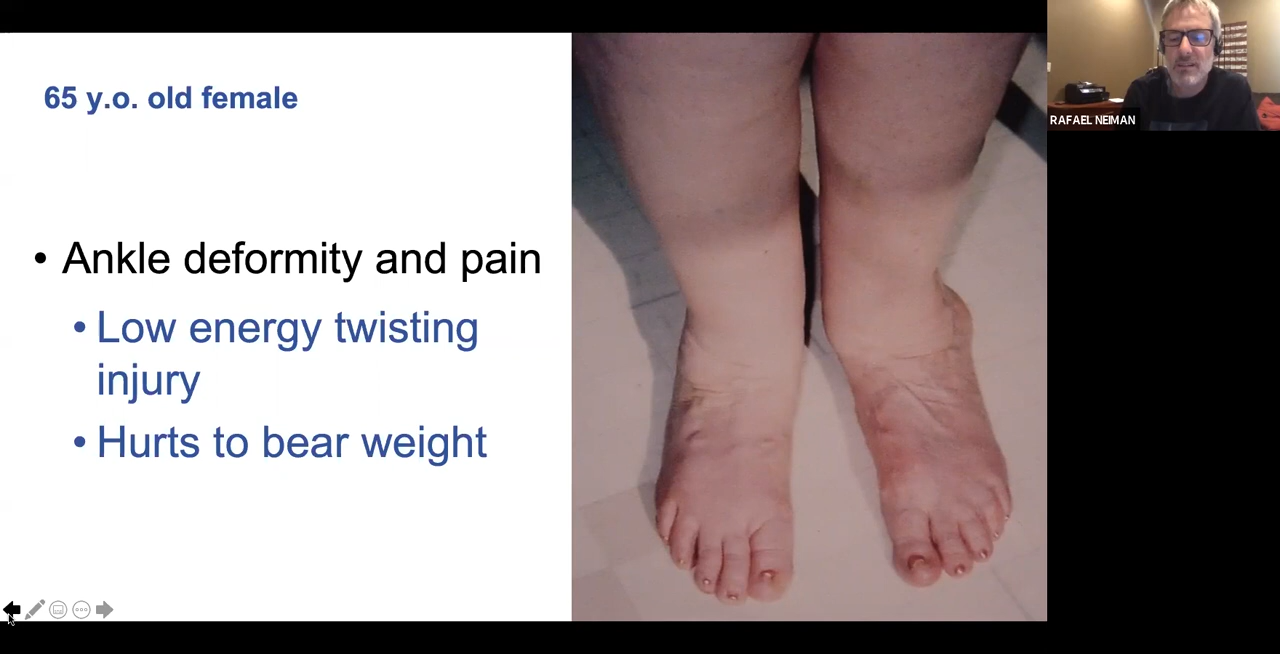 65 y.o. old female
• Ankle deformity and pain
• Low energy twisting
injury
• Hurts to bear weight
RAFAEL NEIMAN